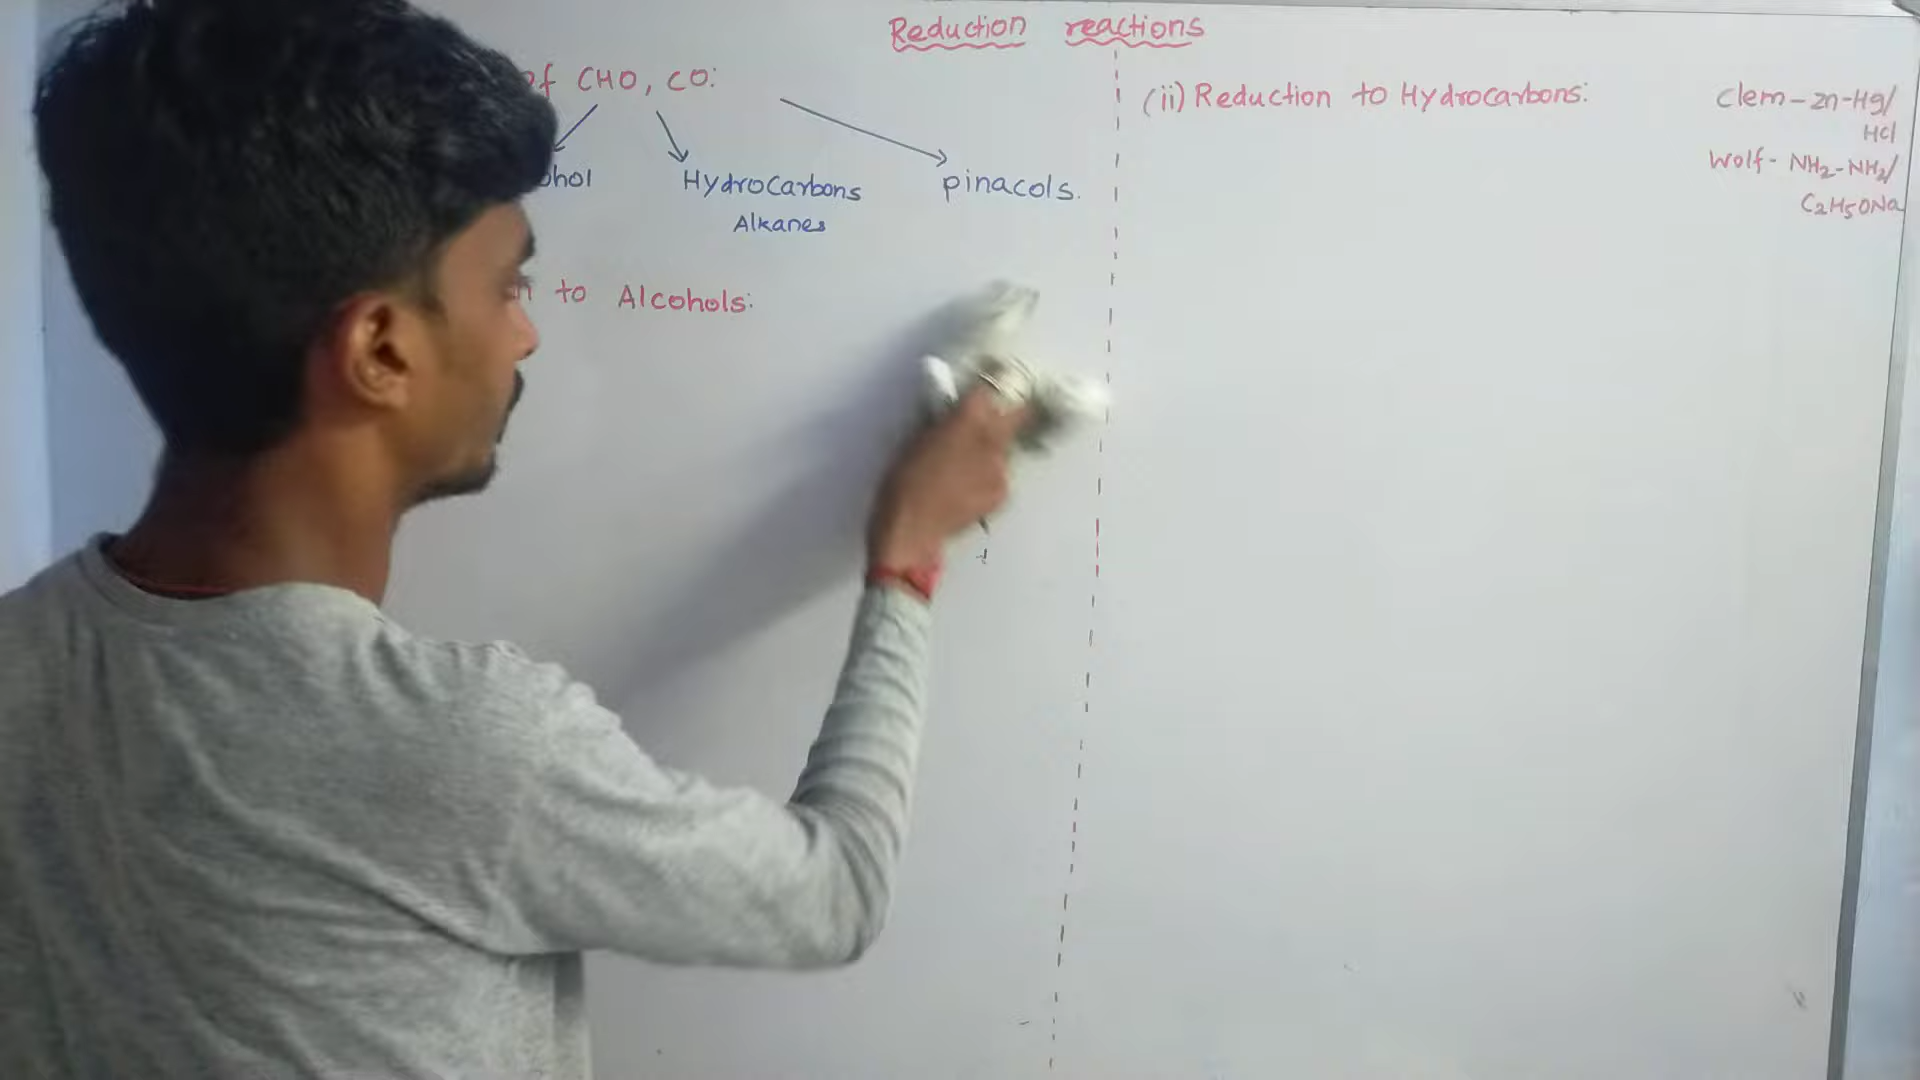 Reduction reactions
of CHO, CO:
Hydrocarbons
Alkanes
pinacols.
to Alcohols:
(ii) Reduction to Hydrocarbons:
Clem - Zn-Hg/
HCl
Wolf - NH2-NH2/
C2H5ONa